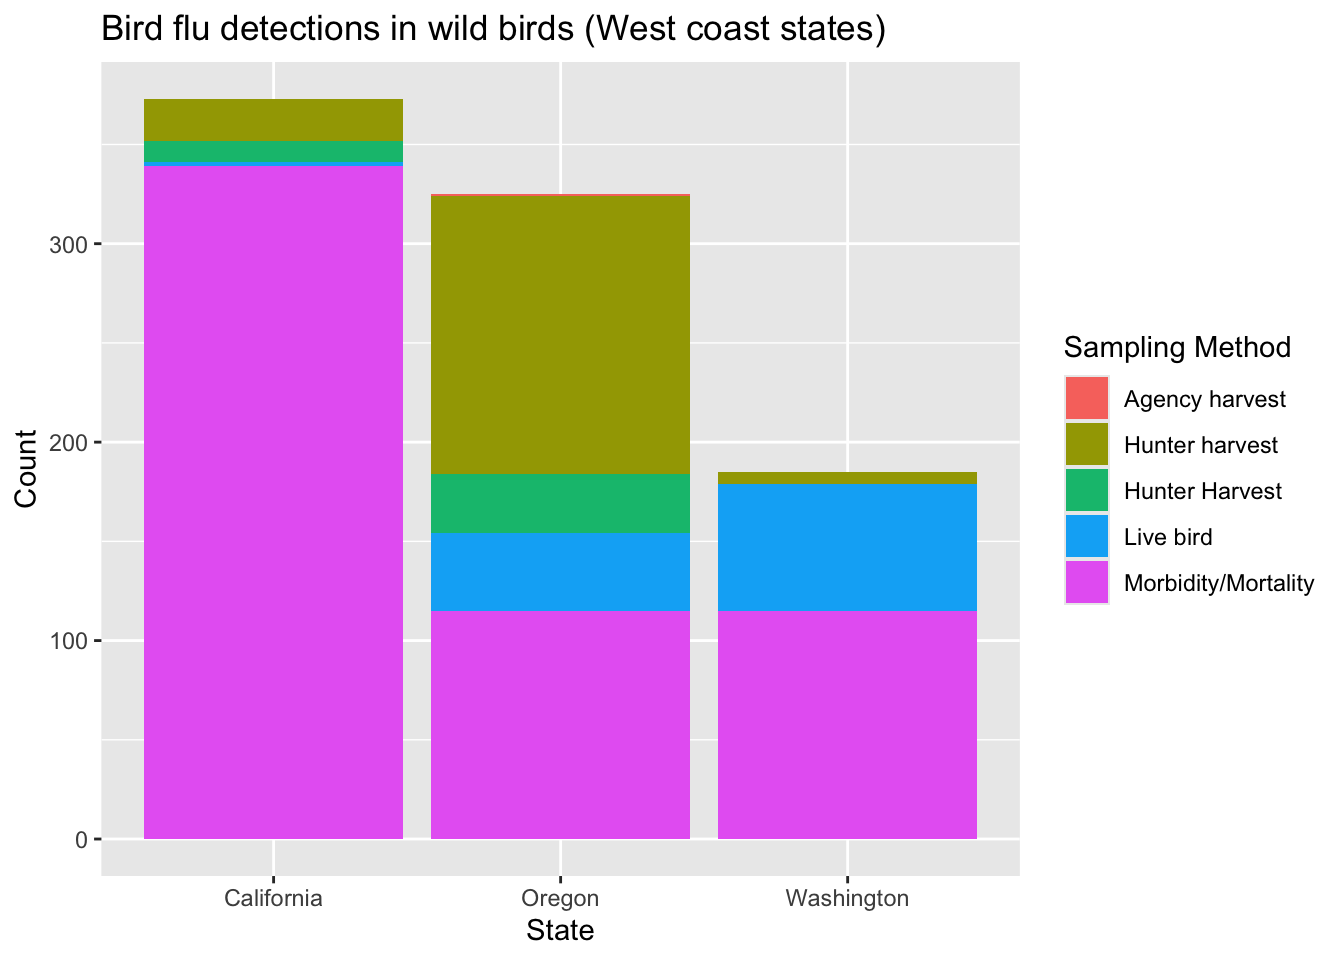 Bird flu detections in wild birds (West coast states)
Count
300
200
100
0
California
Oregon
Washington
State
Sampling Method
Agency harvest
Hunter harvest
Hunter Harvest
Live bird
Morbidity/Mortality